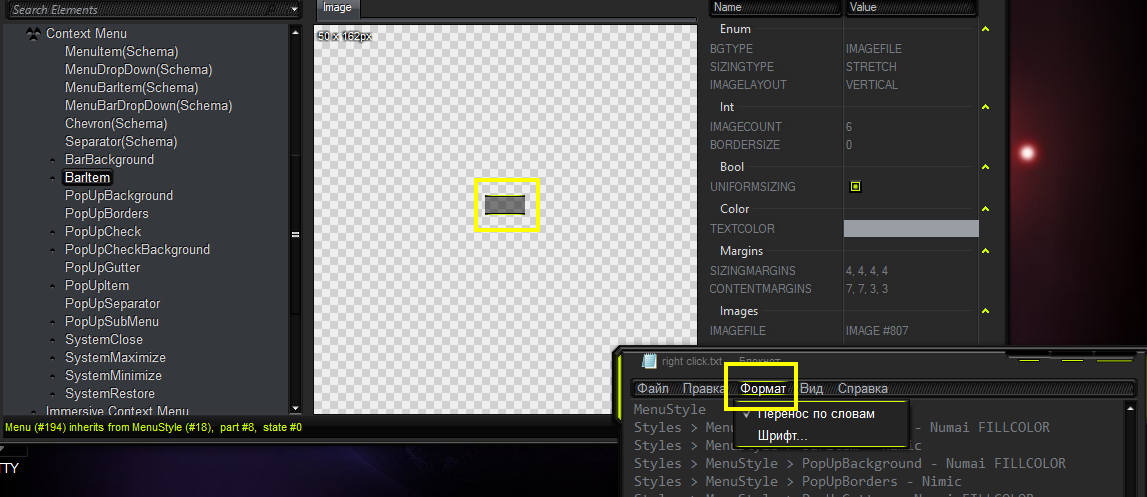 Search Elements
Context Menu
MenuItem(Schema)
MenuDropDown(Schema)
MenuBarItem(Schema)
MenuBarDropDown(Schema)
Chevron(Schema)
Separator(Schema)
BarBackground
BarItem
PopUpBackground
PopUpBorders
PopUpCheck
PopUpCheckBackground
PopUpGutter
PopUpItem
PopUpSeparator
PopUpSubMenu
SystemClose
SystemMaximize
SystemMinimize
SystemRestore
Immersive Context Menu
Menu (#194) inherits from MenuStyle (#18), part #8, state #0
TTY
Image
50 x 162px
Name Value
Enum
BGTYPE IMAGEFILE
SIZINGTYPE STRETCH
IMAGELAYOUT VERTICAL
Int
IMAGECOUNT 6
BORDERSIZE 0
Bool
UNIFORMSIZING
Color
TEXTCOLOR
Margins
SIZINGMARGINS 4, 4, 4, 4
CONTENTMARGINS 7, 7, 3, 3
Images
IMAGEFILE IMAGE #807
right click.txt — Блокнот
Файл Правка Формат Вид Справка
Перенос по словам
Шрифт...
MenuStyle
Styles > Menu - Numai FILLCOLOR
Styles > Menu
Styles > MenuStyle > PopUpBackground - Numai FILLCOLOR
Styles > MenuStyle > PopUpBorders - Nimic